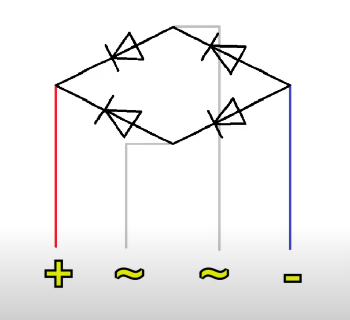 + ~ ~ -